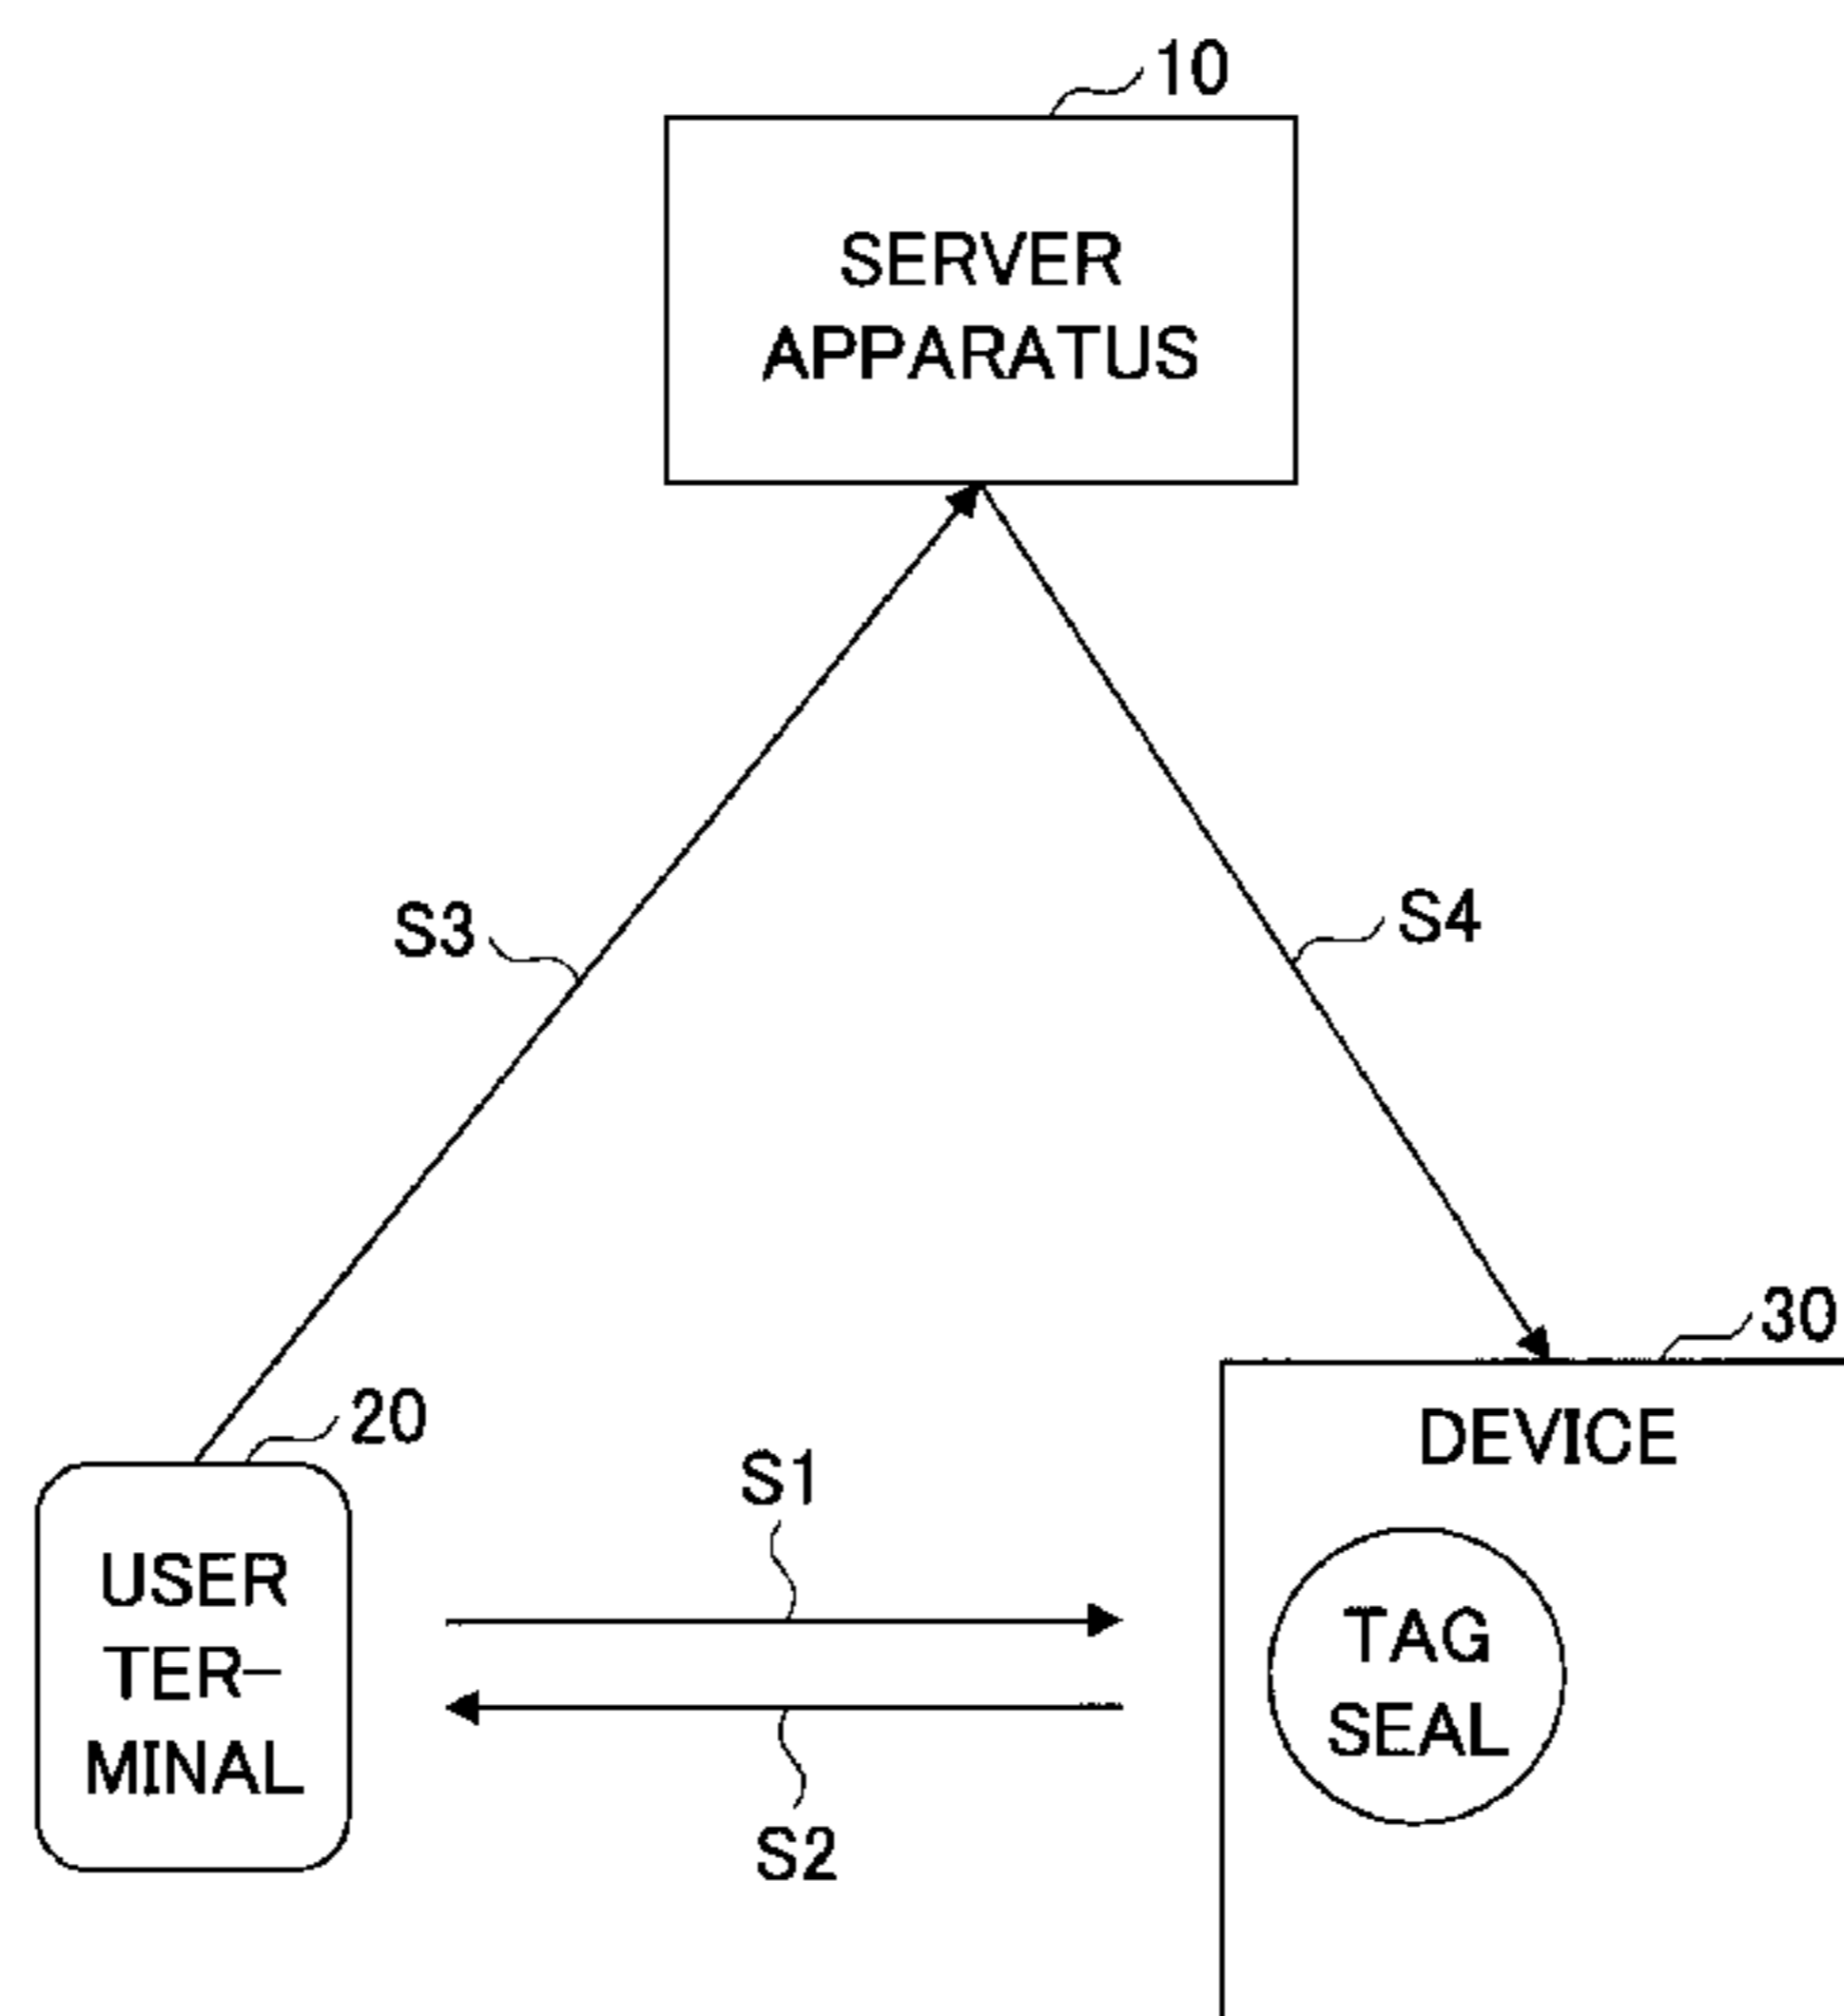 10
SERVER
APPARATUS
S3
S4
30
20
DEVICE
USER
TER-
MINAL
S1
TAG
SEAL
S2